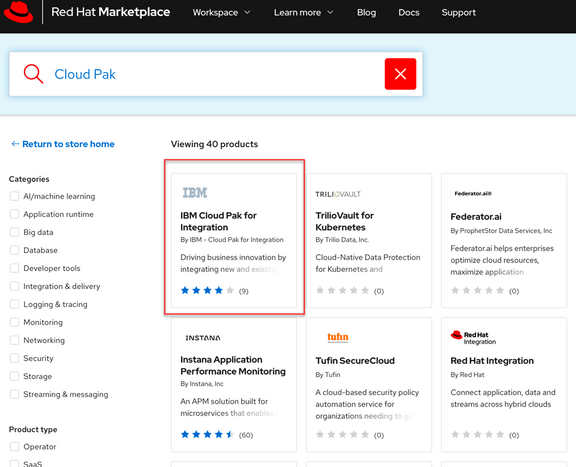 Red Hat Marketplace
Workspace
Learn more
Blog
Docs
Support
Cloud Pak
← Return to store home
Viewing 40 products
Categories
AI/machine learning
Application runtime
Big data
Database
Developer tools
Integration & delivery
Logging & tracing
Monitoring
Networking
Security
Storage
Streaming & messaging
Product type
Operator
SaaS
IBM
IBM Cloud Pak for
Integration
By IBM - Cloud Pak for Integration
Driving business innovation by
integrating new and existing
(9)
TRILIOVAULT
TrilioVault for
Kubernetes
By Trilio Data, Inc.
Cloud-Native Data Protection
for Kubernetes and
(0)
Federator.ai®
Federator.ai
By ProphetStor Data Services, Inc
Federator.ai helps enterprises
optimize cloud resources,
maximize application
(0)
INSTANA
Instana Application
Performance Monitoring
By Instana, Inc
An APM solution built for
microservices that enables
(60)
tufin
Tufin SecureCloud
By Tufin
A cloud-based security policy
automation service for
organizations needing to
(0)
Red Hat
Integration
Red Hat Integration
By Red Hat
Connect application, data and
streams across hybrid clouds
(0)